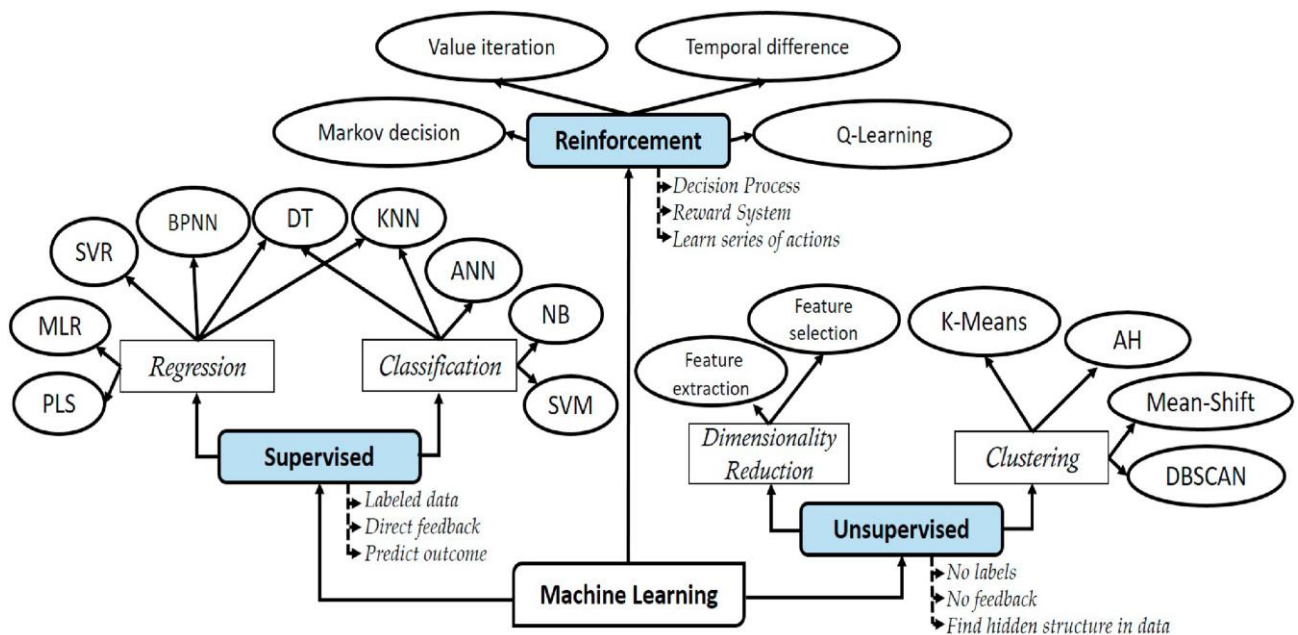 Value iteration
Temporal difference
Markov decision
Reinforcement
Q-Learning
Decision Process
Reward System
Learn series of actions
SVR
BPNN
DT
KNN
ANN
MLR
NB
PLS
SVM
Regression
Classification
Supervised
Labeled data
Direct feedback
Predict outcome
Feature
extraction
Feature
selection
K-Means
AH
Mean-Shift
DBSCAN
Dimensionality
Reduction
Clustering
Unsupervised
No labels
No feedback
Find hidden structure in data
Machine Learning